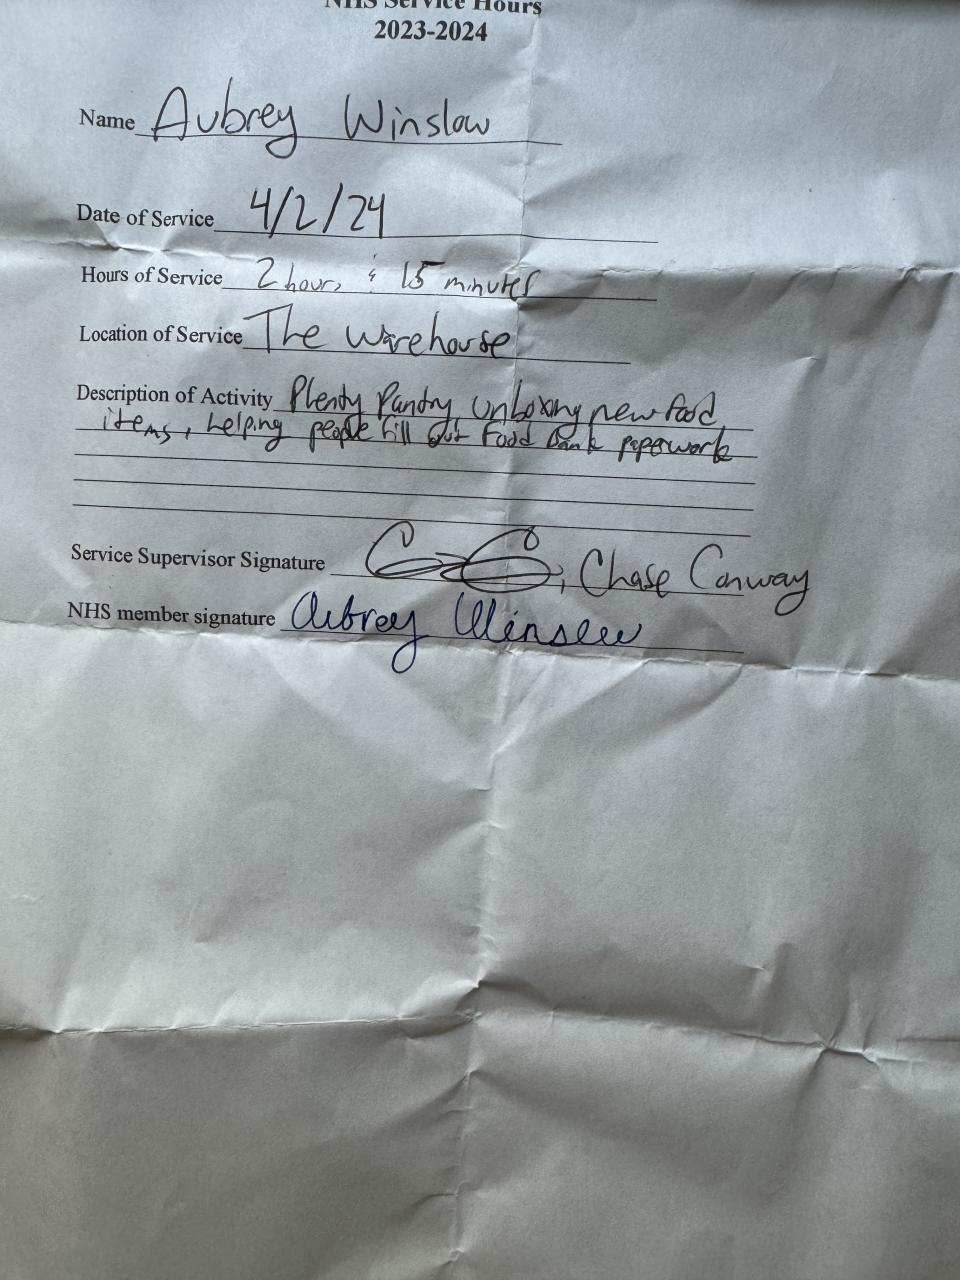 NHS Service Hours
2023-2024
Name Aubrey Winslow
Date of Service 4/2/24
Hours of Service 2 hours & 15 minutes
Location of Service The Warehouse
Description of Activity Plenty Pantry, Unboxing new food
items, helping people fill out Food Bank paperwork
Service Supervisor Signature CC, Chase Conway
NHS member signature Aubrey Winslow